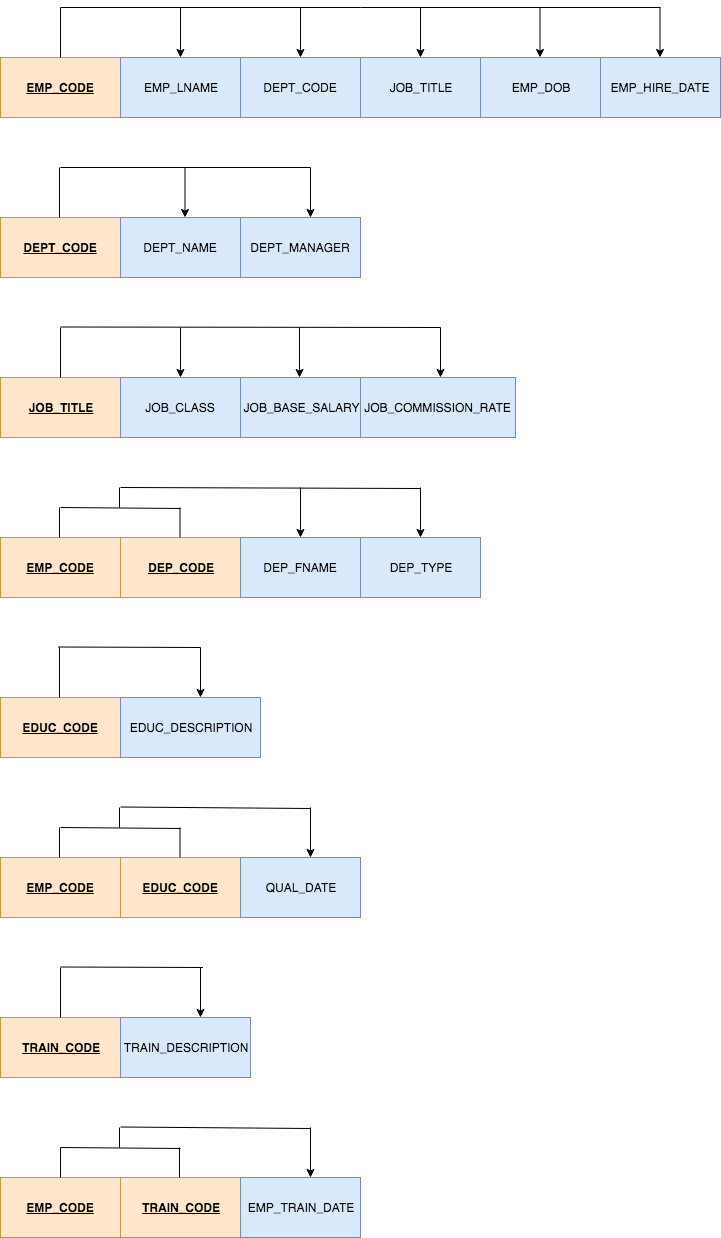 EMP_CODE EMP_LNAME DEPT_CODE JOB_TITLE EMP_DOB EMP_HIRE_DATE
DEPT_CODE DEPT_NAME DEPT_MANAGER
JOB_TITLE JOB_CLASS JOB_BASE_SALARY JOB_COMMISSION_RATE
EMP_CODE DEP_CODE DEP_FNAME DEP_TYPE
EDUC_CODE EDUC_DESCRIPTION
EMP_CODE EDUC_CODE QUAL_DATE
TRAIN_CODE TRAIN_DESCRIPTION
EMP_CODE TRAIN_CODE EMP_TRAIN_DATE